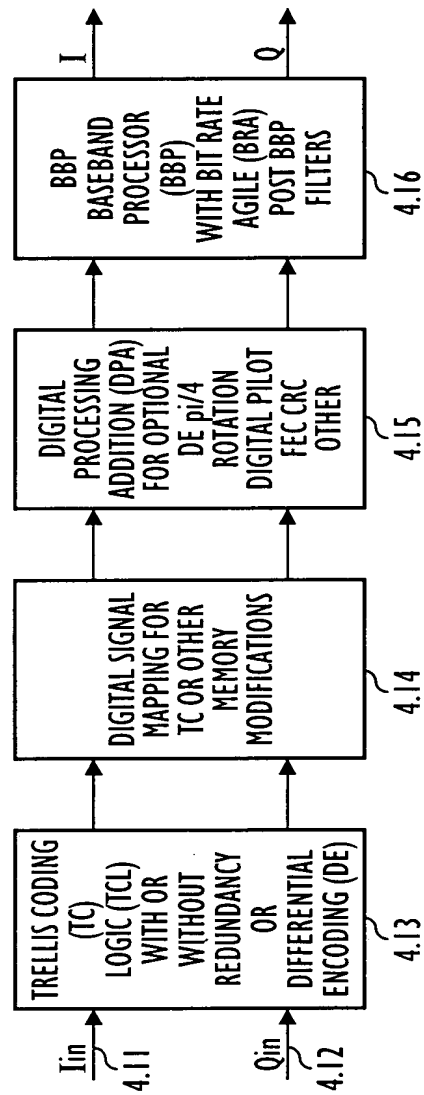 Iin
4.11
Qin
4.12
TRELLIS CODING
(TC)
LOGIC (TCL)
WITH OR
WITHOUT
REDUNDANCY
OR
DIFFERENTIAL
ENCODING (DE)
4.13
DIGITAL SIGNAL
MAPPING FOR
TC OR OTHER
MEMORY
MODIFICATIONS
4.14
DIGITAL
PROCESSING
ADDITION (DPA)
FOR OPTIONAL
DE pi/4
ROTATION
DIGITAL PILOT
FEC CRC
OTHER
4.15
BBP
BASEBAND
PROCESSOR
(BBP)
WITH BIT RATE
AGILE (BRA)
POST BBP
FILTERS
4.16
I
Q